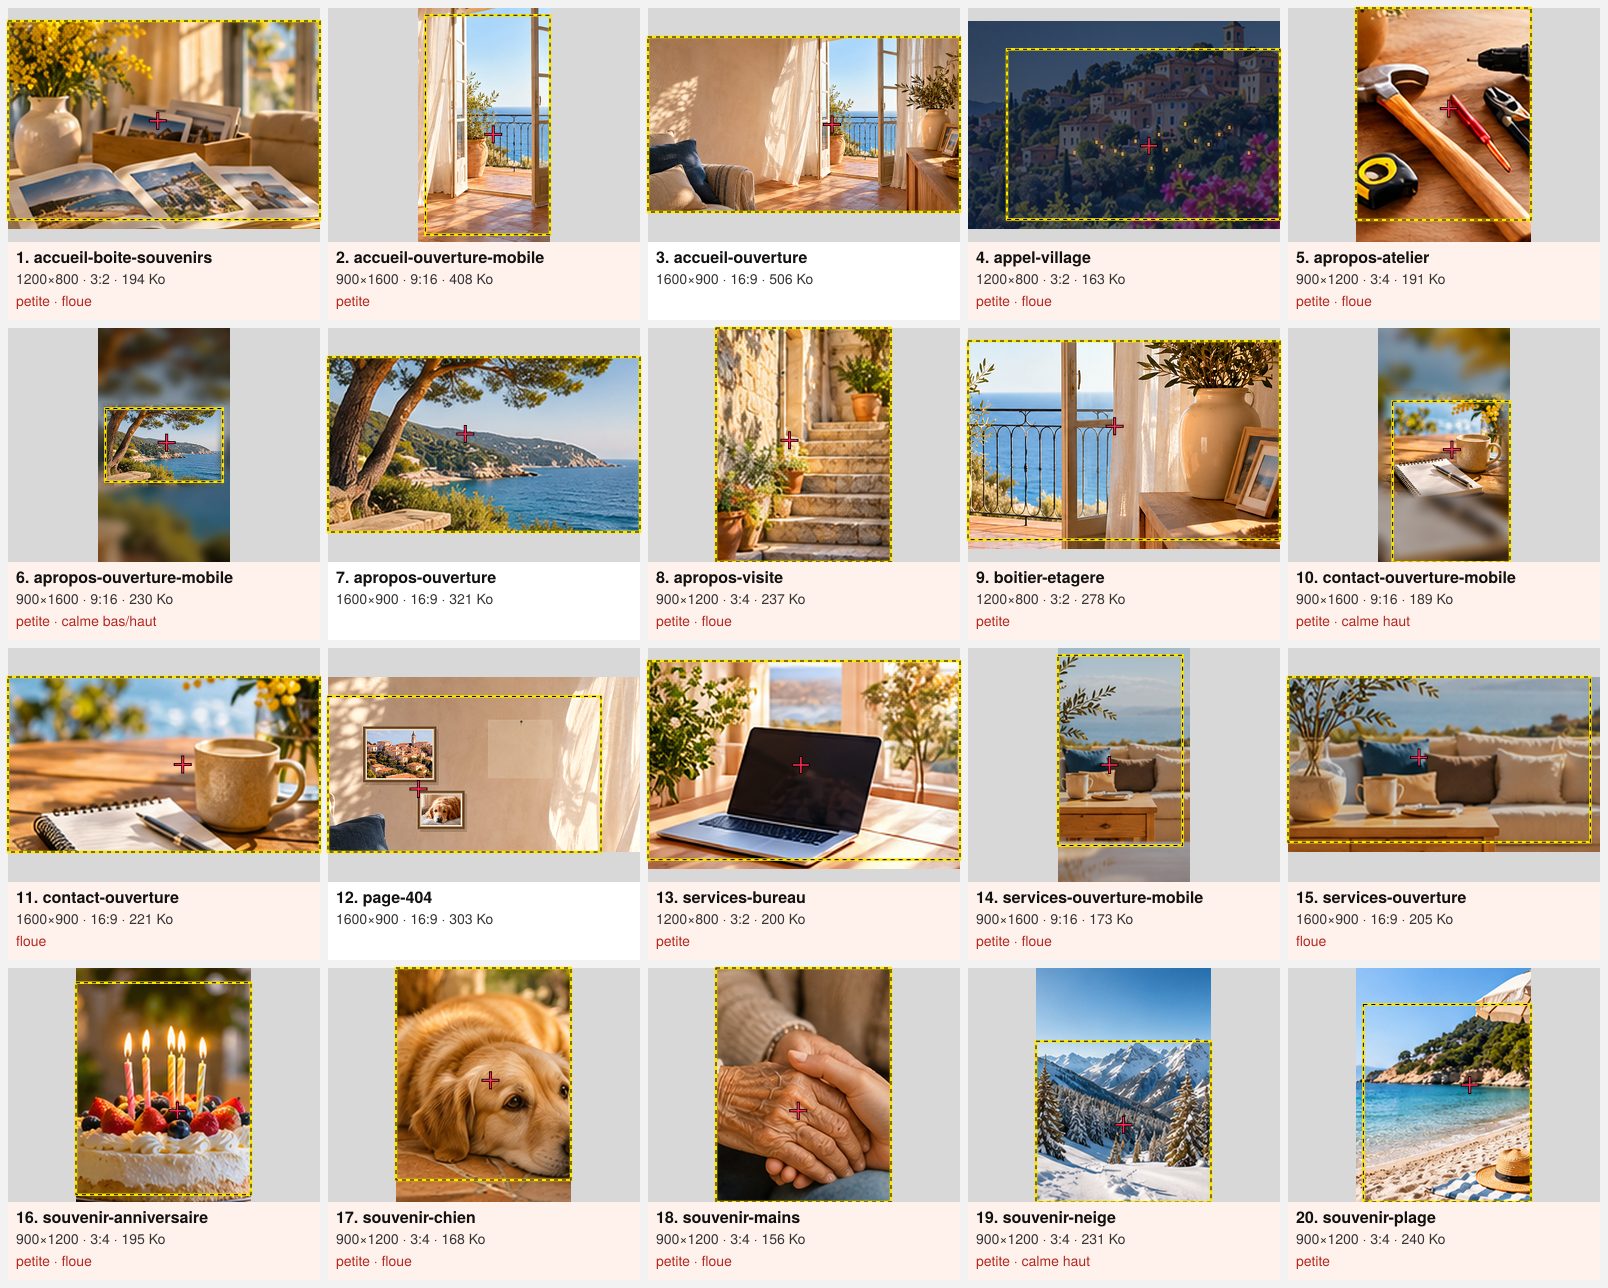 1. accueil-boite-souvenirs
1200×800 · 3:2 · 194 Ko
petite · floue
2. accueil-ouverture-mobile
900×1600 · 9:16 · 408 Ko
petite
3. accueil-ouverture
1600×900 · 16:9 · 506 Ko
4. appel-village
1200×800 · 3:2 · 163 Ko
petite · floue
5. apropos-atelier
900×1200 · 3:4 · 191 Ko
petite · floue
6. apropos-ouverture-mobile
900×1600 · 9:16 · 230 Ko
petite · calme bas/haut
7. apropos-ouverture
1600×900 · 16:9 · 321 Ko
8. apropos-visite
900×1200 · 3:4 · 237 Ko
petite · floue
9. boitier-etagere
1200×800 · 3:2 · 278 Ko
petite
10. contact-ouverture-mobile
900×1600 · 9:16 · 189 Ko
petite · calme haut
11. contact-ouverture
1600×900 · 16:9 · 221 Ko
floue
12. page-404
1600×900 · 16:9 · 303 Ko
13. services-bureau
1200×800 · 3:2 · 200 Ko
petite
14. services-ouverture-mobile
900×1600 · 9:16 · 173 Ko
petite · floue
15. services-ouverture
1600×900 · 16:9 · 205 Ko
floue
16. souvenir-anniversaire
900×1200 · 3:4 · 195 Ko
petite · floue
17. souvenir-chien
900×1200 · 3:4 · 168 Ko
petite · floue
18. souvenir-mains
900×1200 · 3:4 · 156 Ko
petite · floue
19. souvenir-neige
900×1200 · 3:4 · 231 Ko
petite · calme haut
20. souvenir-plage
900×1200 · 3:4 · 240 Ko
petite